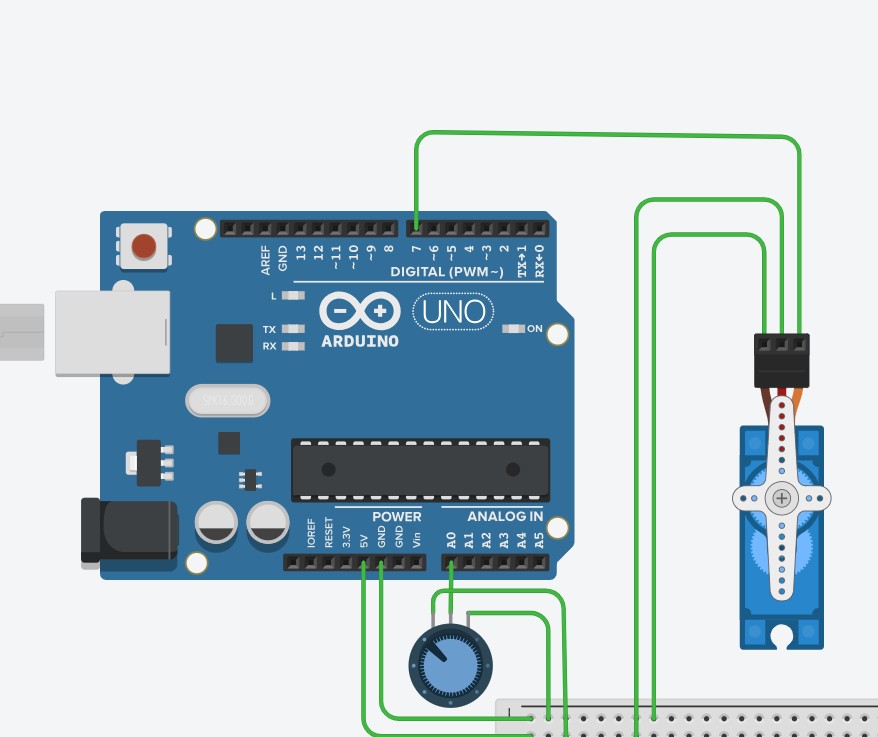 AREF
GND
13
12
~11
~10
~9
8
7
~6
~5
4
~3
2
TX→1
RX←0
DIGITAL (PWM~)
L
TX
RX
UNO
ON
ARDUINO
POWER
ANALOG IN
IOREF
RESET
3.3V
5V
GND
GND
Vin
A0
A1
A2
A3
A4
A5